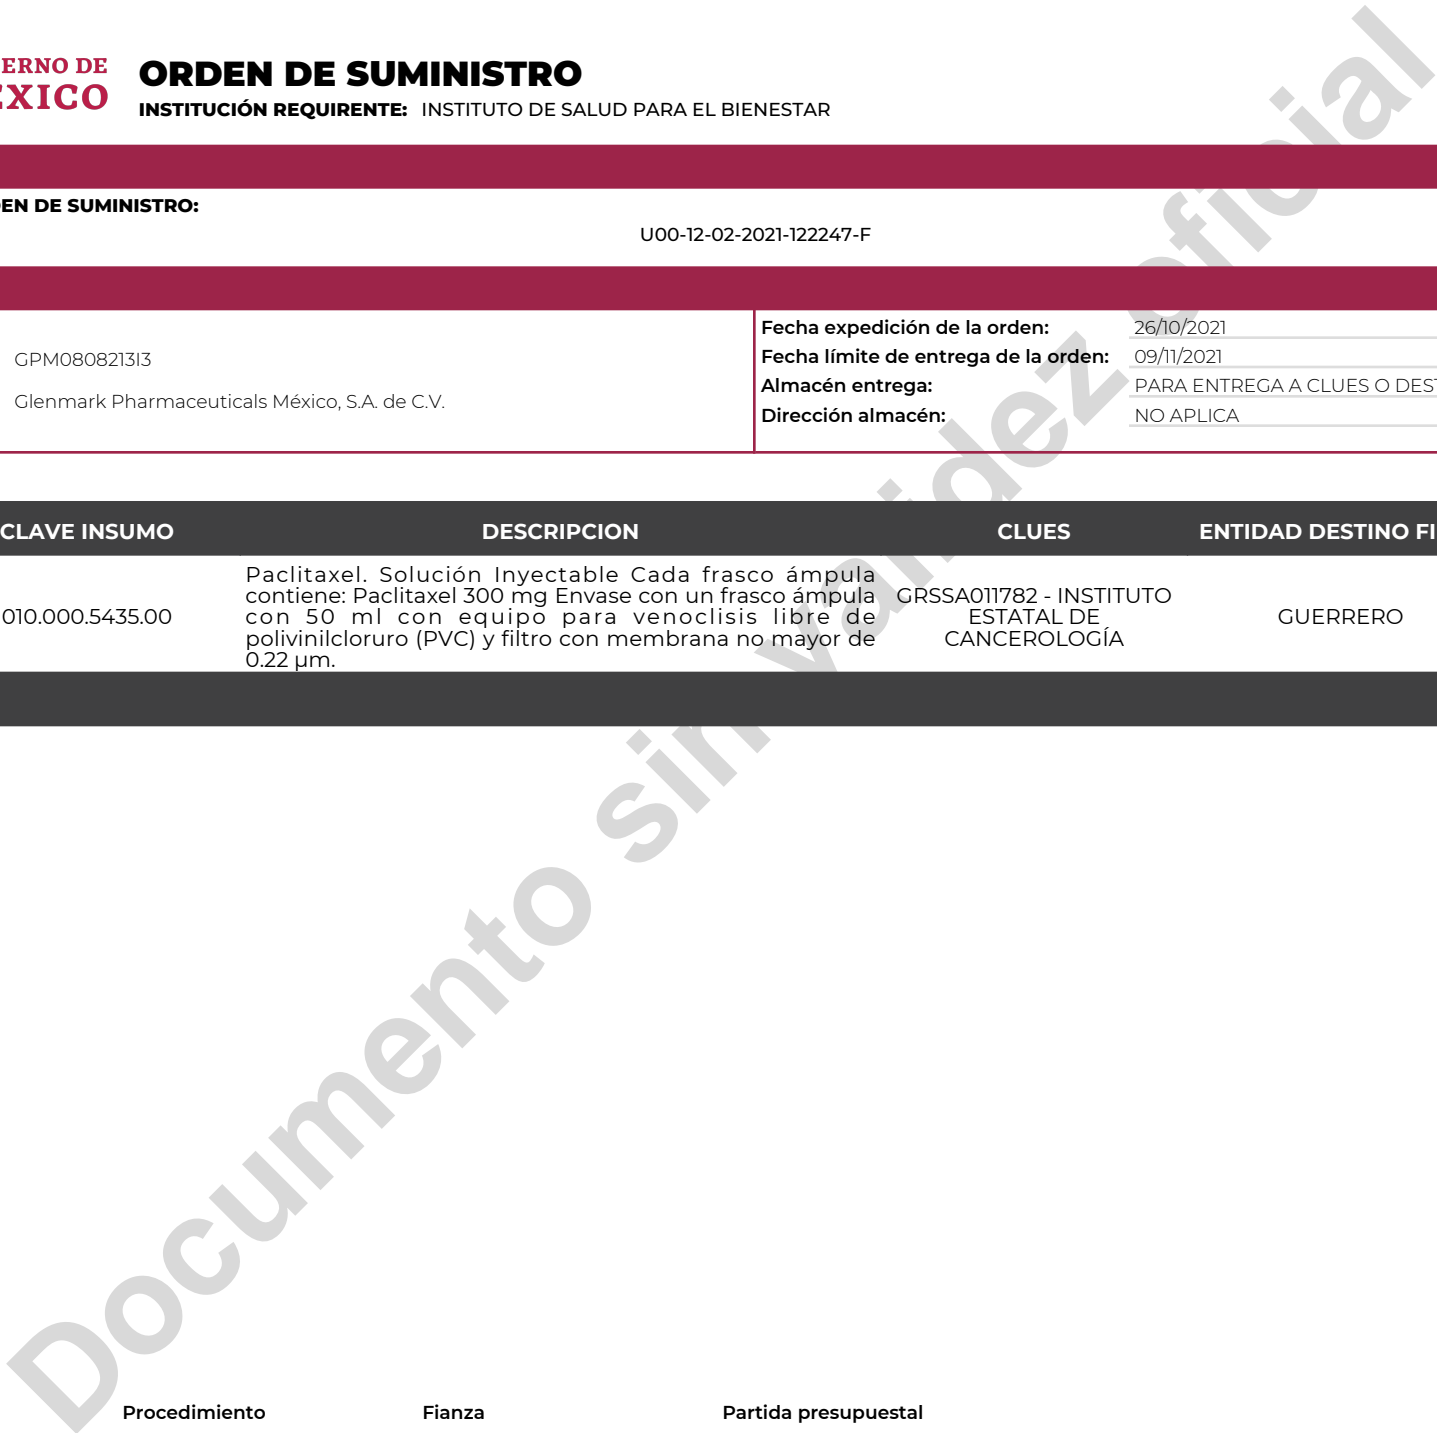 ERNO DE
ÉXICO
ORDEN DE SUMINISTRO
INSTITUCIÓN REQUIRENTE: INSTITUTO DE SALUD PARA EL BIENESTAR
EN DE SUMINISTRO:
U00-12-02-2021-122247-F
GPM0808213I3
Glenmark Pharmaceuticals México, S.A. de C.V.
Fecha expedición de la orden: 26/10/2021
Fecha límite de entrega de la orden: 09/11/2021
Almacén entrega: PARA ENTREGA A CLUES O DEST
Dirección almacén: NO APLICA
CLAVE INSUMO DESCRIPCION CLUES ENTIDAD DESTINO FI
010.000.5435.00
Paclitaxel. Solución Inyectable Cada frasco ámpula
contiene: Paclitaxel 300 mg Envase con un frasco ámpula
con 50 ml con equipo para venoclisis libre de
polivinilcloruro (PVC) y filtro con membrana no mayor de
0.22 µm.
GRSSA011782 - INSTITUTO
ESTATAL DE
CANCEROLOGÍA
GUERRERO
Documento sin validez oficial
Procedimiento Fianza Partida presupuestal